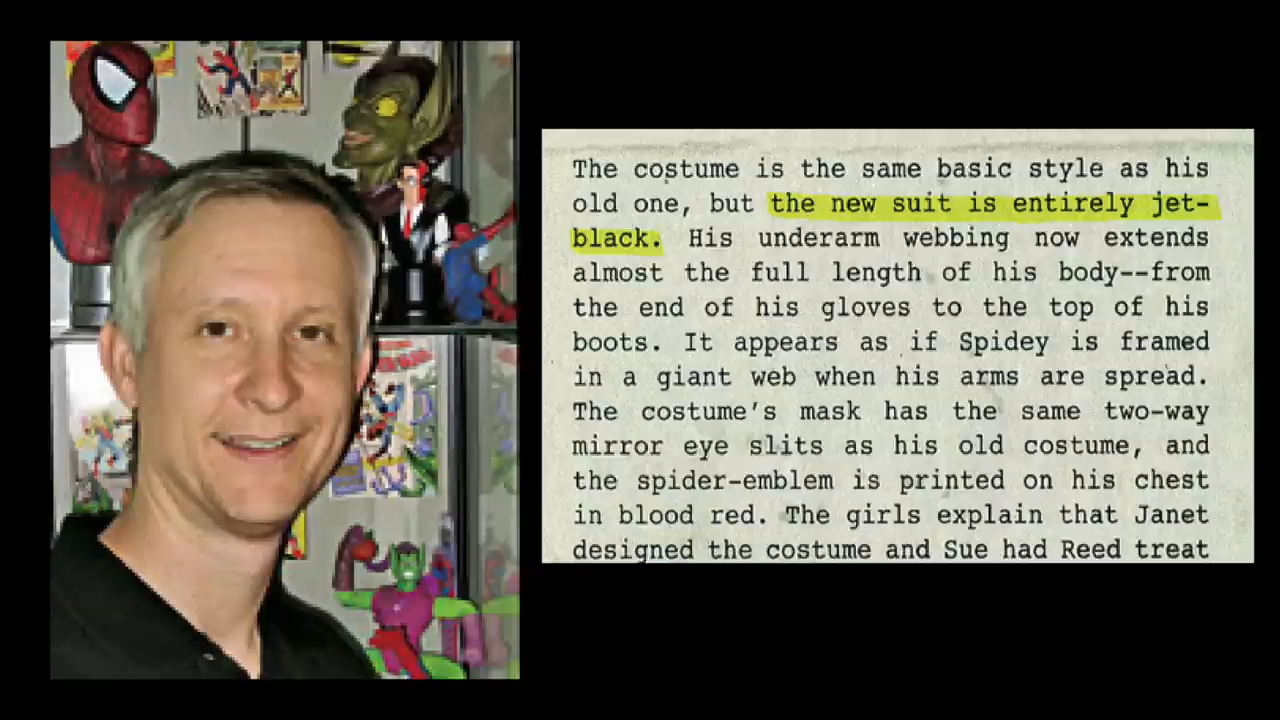 The costume is the same basic style as his
old one, but the new suit is entirely jet-
black. His underarm webbing now extends
almost the full length of his body--from
the end of his gloves to the top of his
boots. It appears as if Spidey is framed
in a giant web when his arms are spread.
The costume's mask has the same two-way
mirror eye slits as his old costume, and
the spider-emblem is printed on his chest
in blood red. The girls explain that Janet
designed the costume and Sue had Reed treat